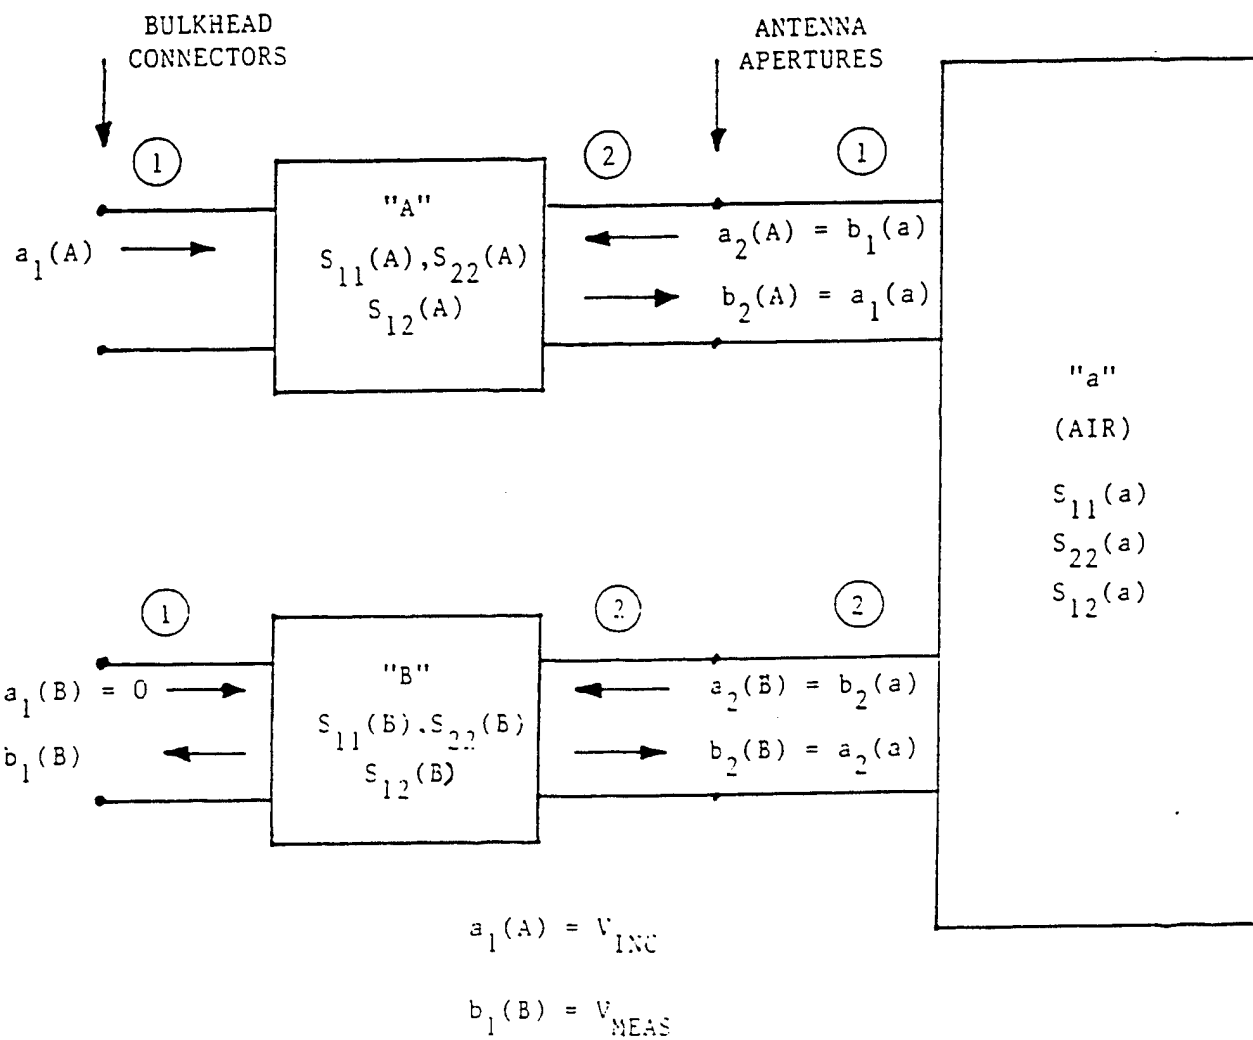 BULKHEAD
CONNECTORS
ANTENNA
APERTURES
1
2
1
"A"
S11(A),S22(A)
S12(A)
a1(A)
a2(A) = b1(a)
b2(A) = a1(a)
"a"
(AIR)
S11(a)
S22(a)
S12(a)
1
2
2
"B"
S11(B).S22(B)
S12(B)
a1(B) = 0
b1(B)
a2(B) = b2(a)
b2(B) = a2(a)
a1(A) = VINC
b1(B) = VMEAS